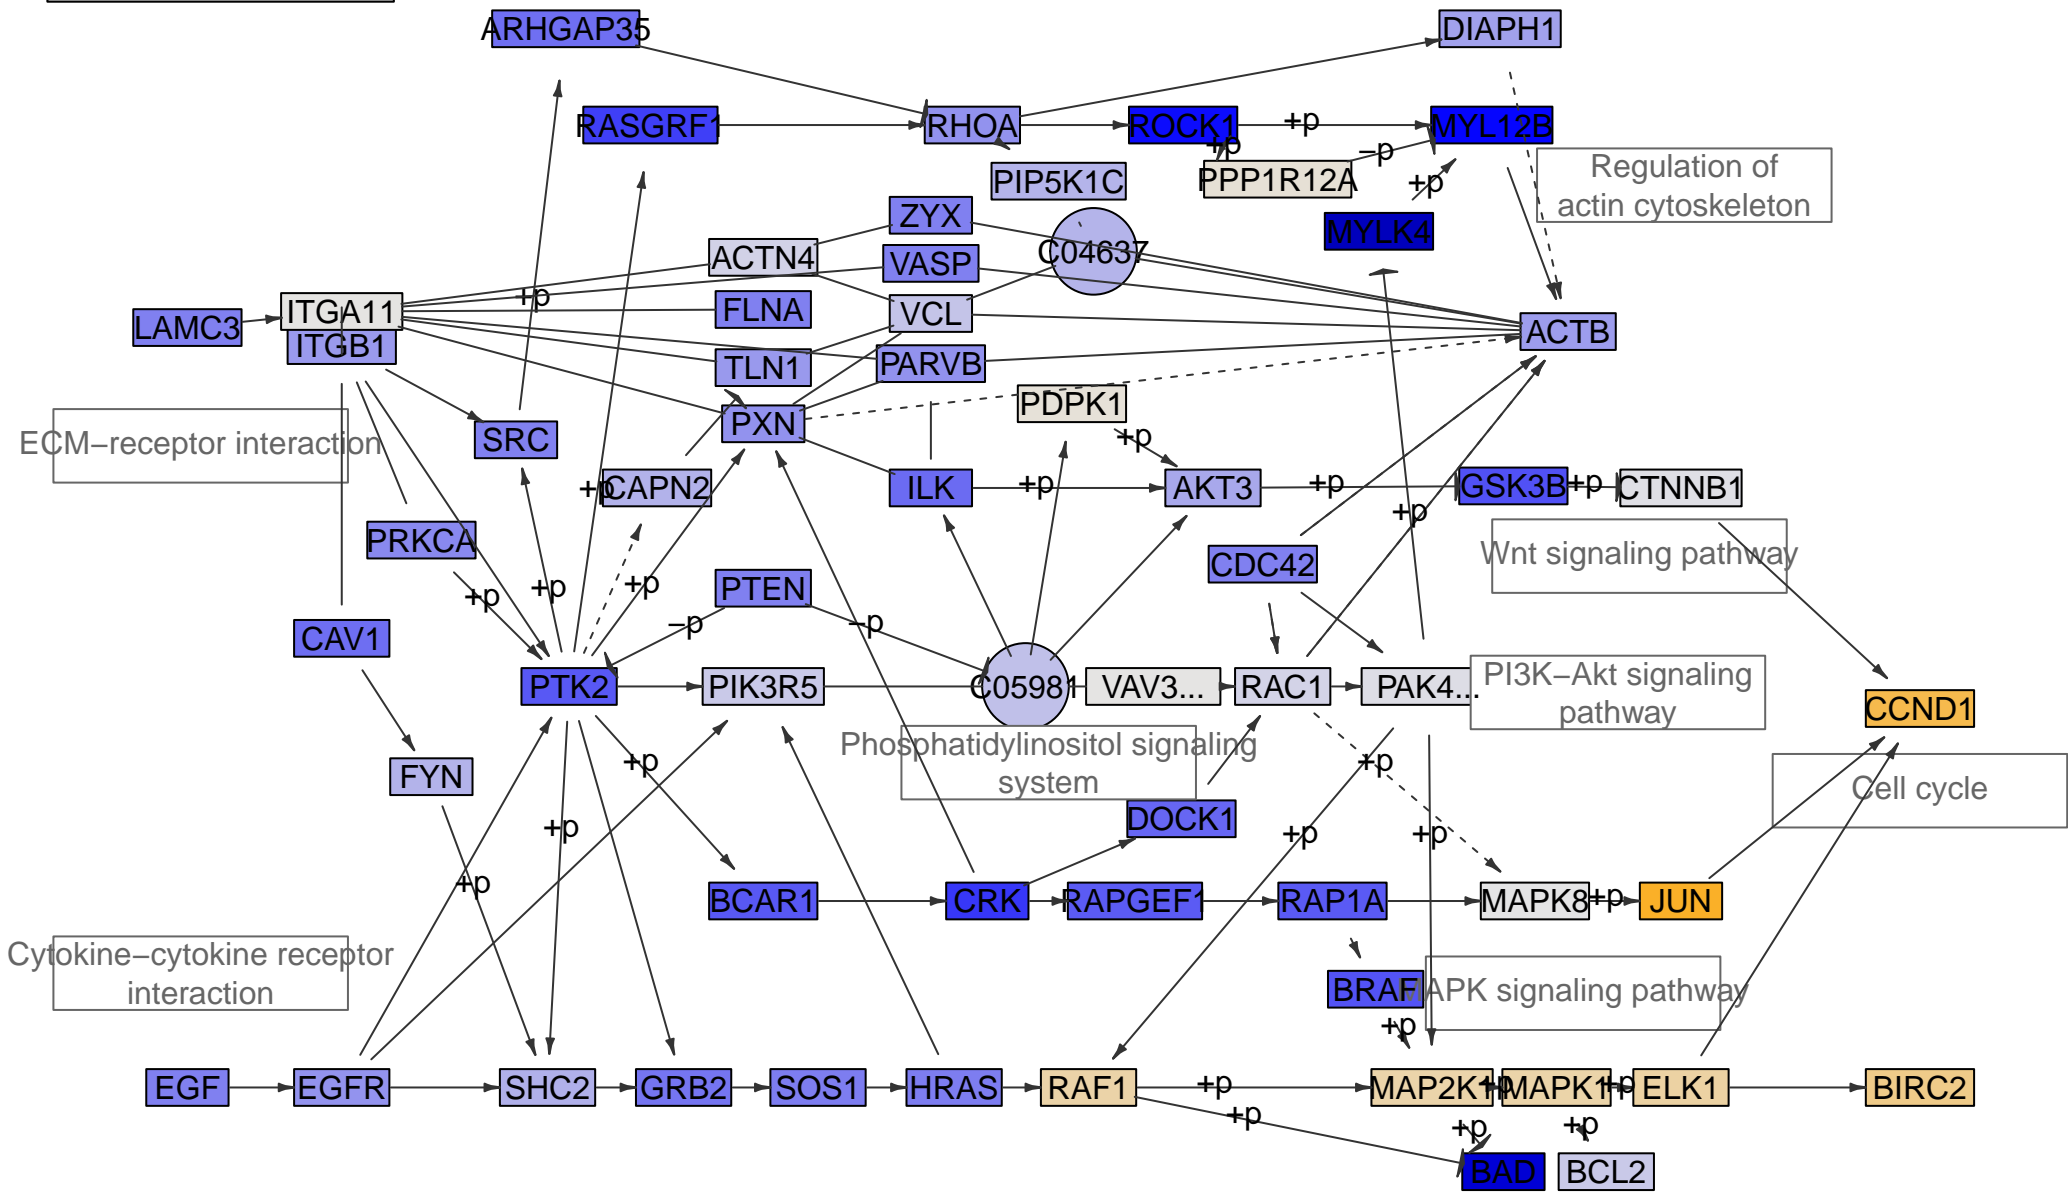 ARHGAP35
DIAPH1
RASGRF1
RHOA
ROCK1
+p
MYL12B
+p
−p
PPP1R12A
PIP5K1C
+p
Regulation of
actin cytoskeleton
ZYX
MYLK4
ACTN4
VASP
C04637
+p
ITGA11
FLNA
VCL
LAMC3
ITGB1
ACTB
TLN1
PARVB
PDPK1
PXN
+p
ECM−receptor interaction
SRC
+p
CAPN2
ILK
+p
AKT3
+p
GSK3B
+p
CTNNB1
+p
PRKCA
Wnt signaling pathway
CDC42
+p
+p
+p
PTEN
−p
−p
CAV1
PTK2
PIK3R5
C05981
VAV3...
RAC1
PAK4...
PI3K−Akt signaling
pathway
CCND1
Phosphatidylinositol signaling
system
+p
+p
FYN
Cell cycle
+p
DOCK1
+p
+p
+p
BCAR1
CRK
RAPGEF1
RAP1A
MAPK8
+p
JUN
Cytokine−cytokine receptor
interaction
BRAF
MAPK signaling pathway
+p
EGF
EGFR
SHC2
GRB2
SOS1
HRAS
RAF1
+p
MAP2K1
+p
MAPK1
+p
ELK1
BIRC2
+p
+p
+p
BAD
BCL2